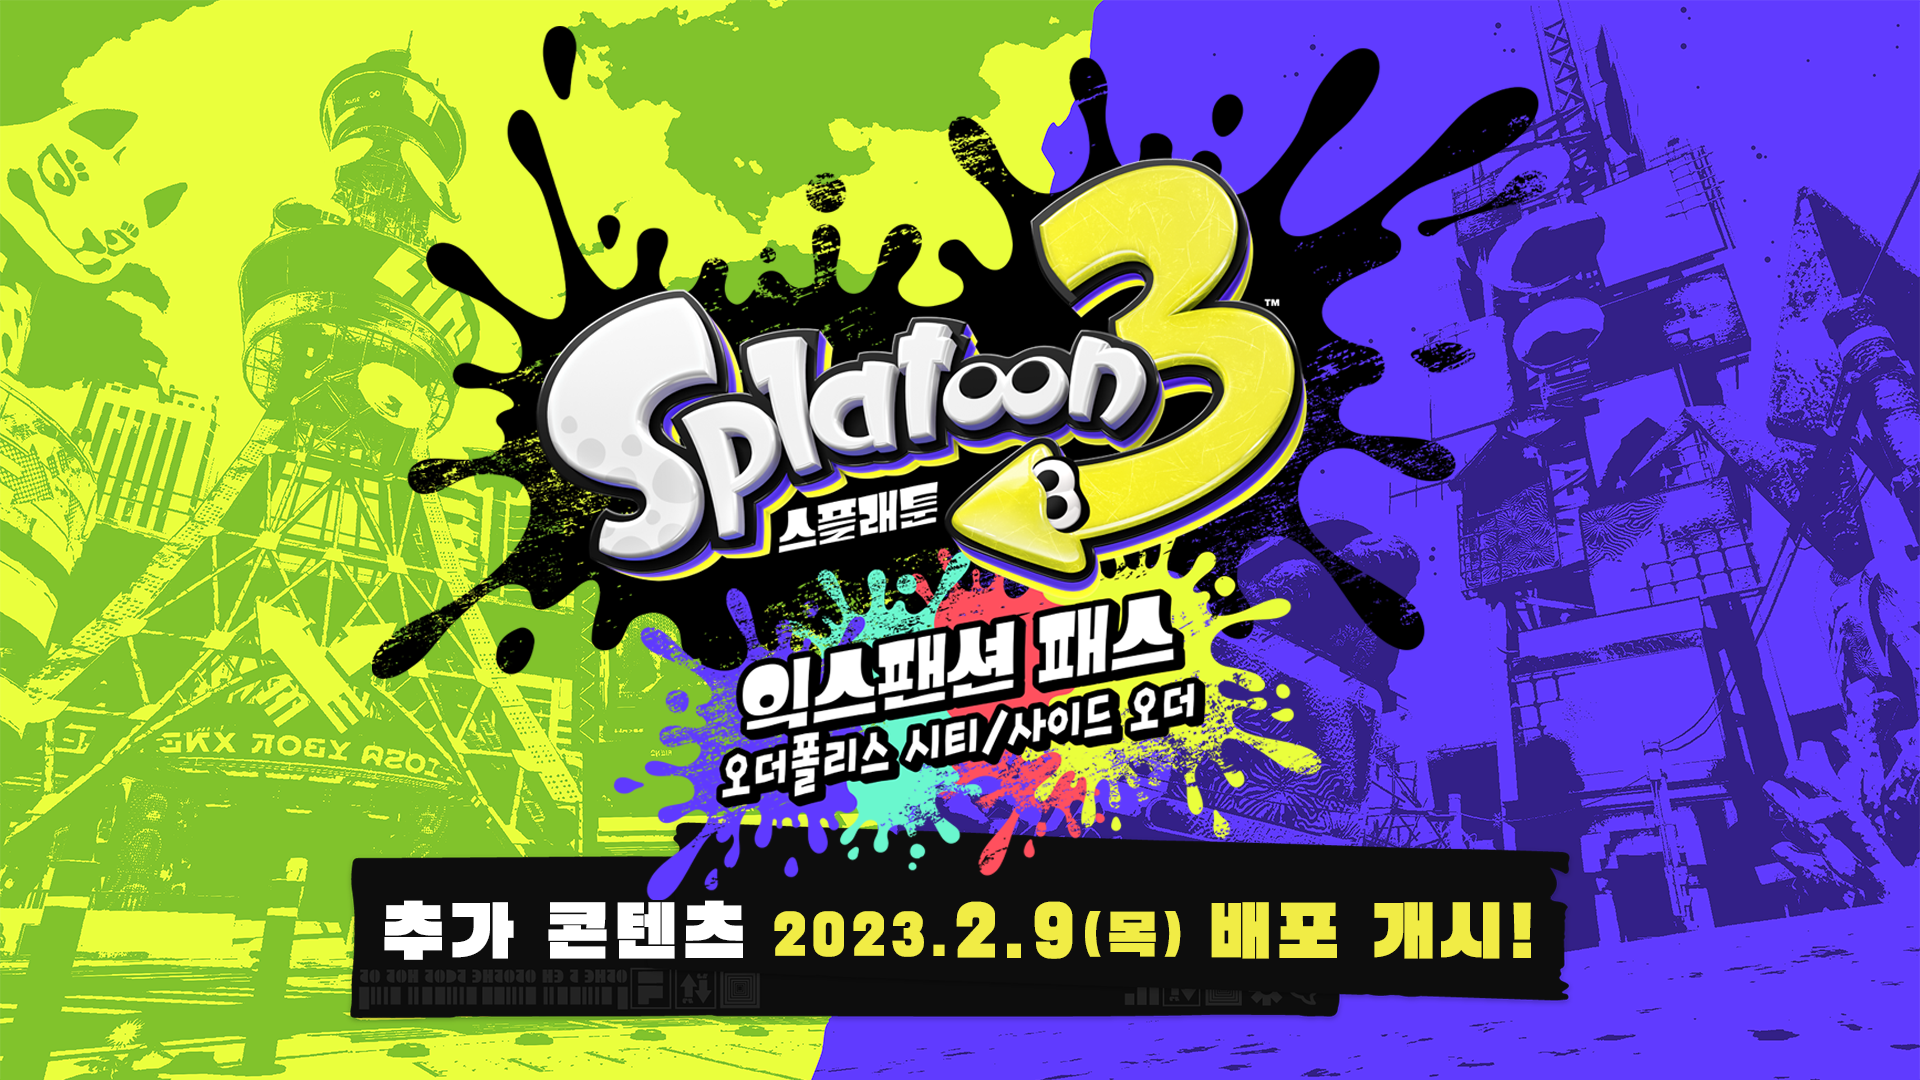 Splatoon 3™
스플래툰
익스팬션 패스
오더폴리스 시티/사이드 오더
추가 콘텐츠 2023.2.9(목) 배포 개시!